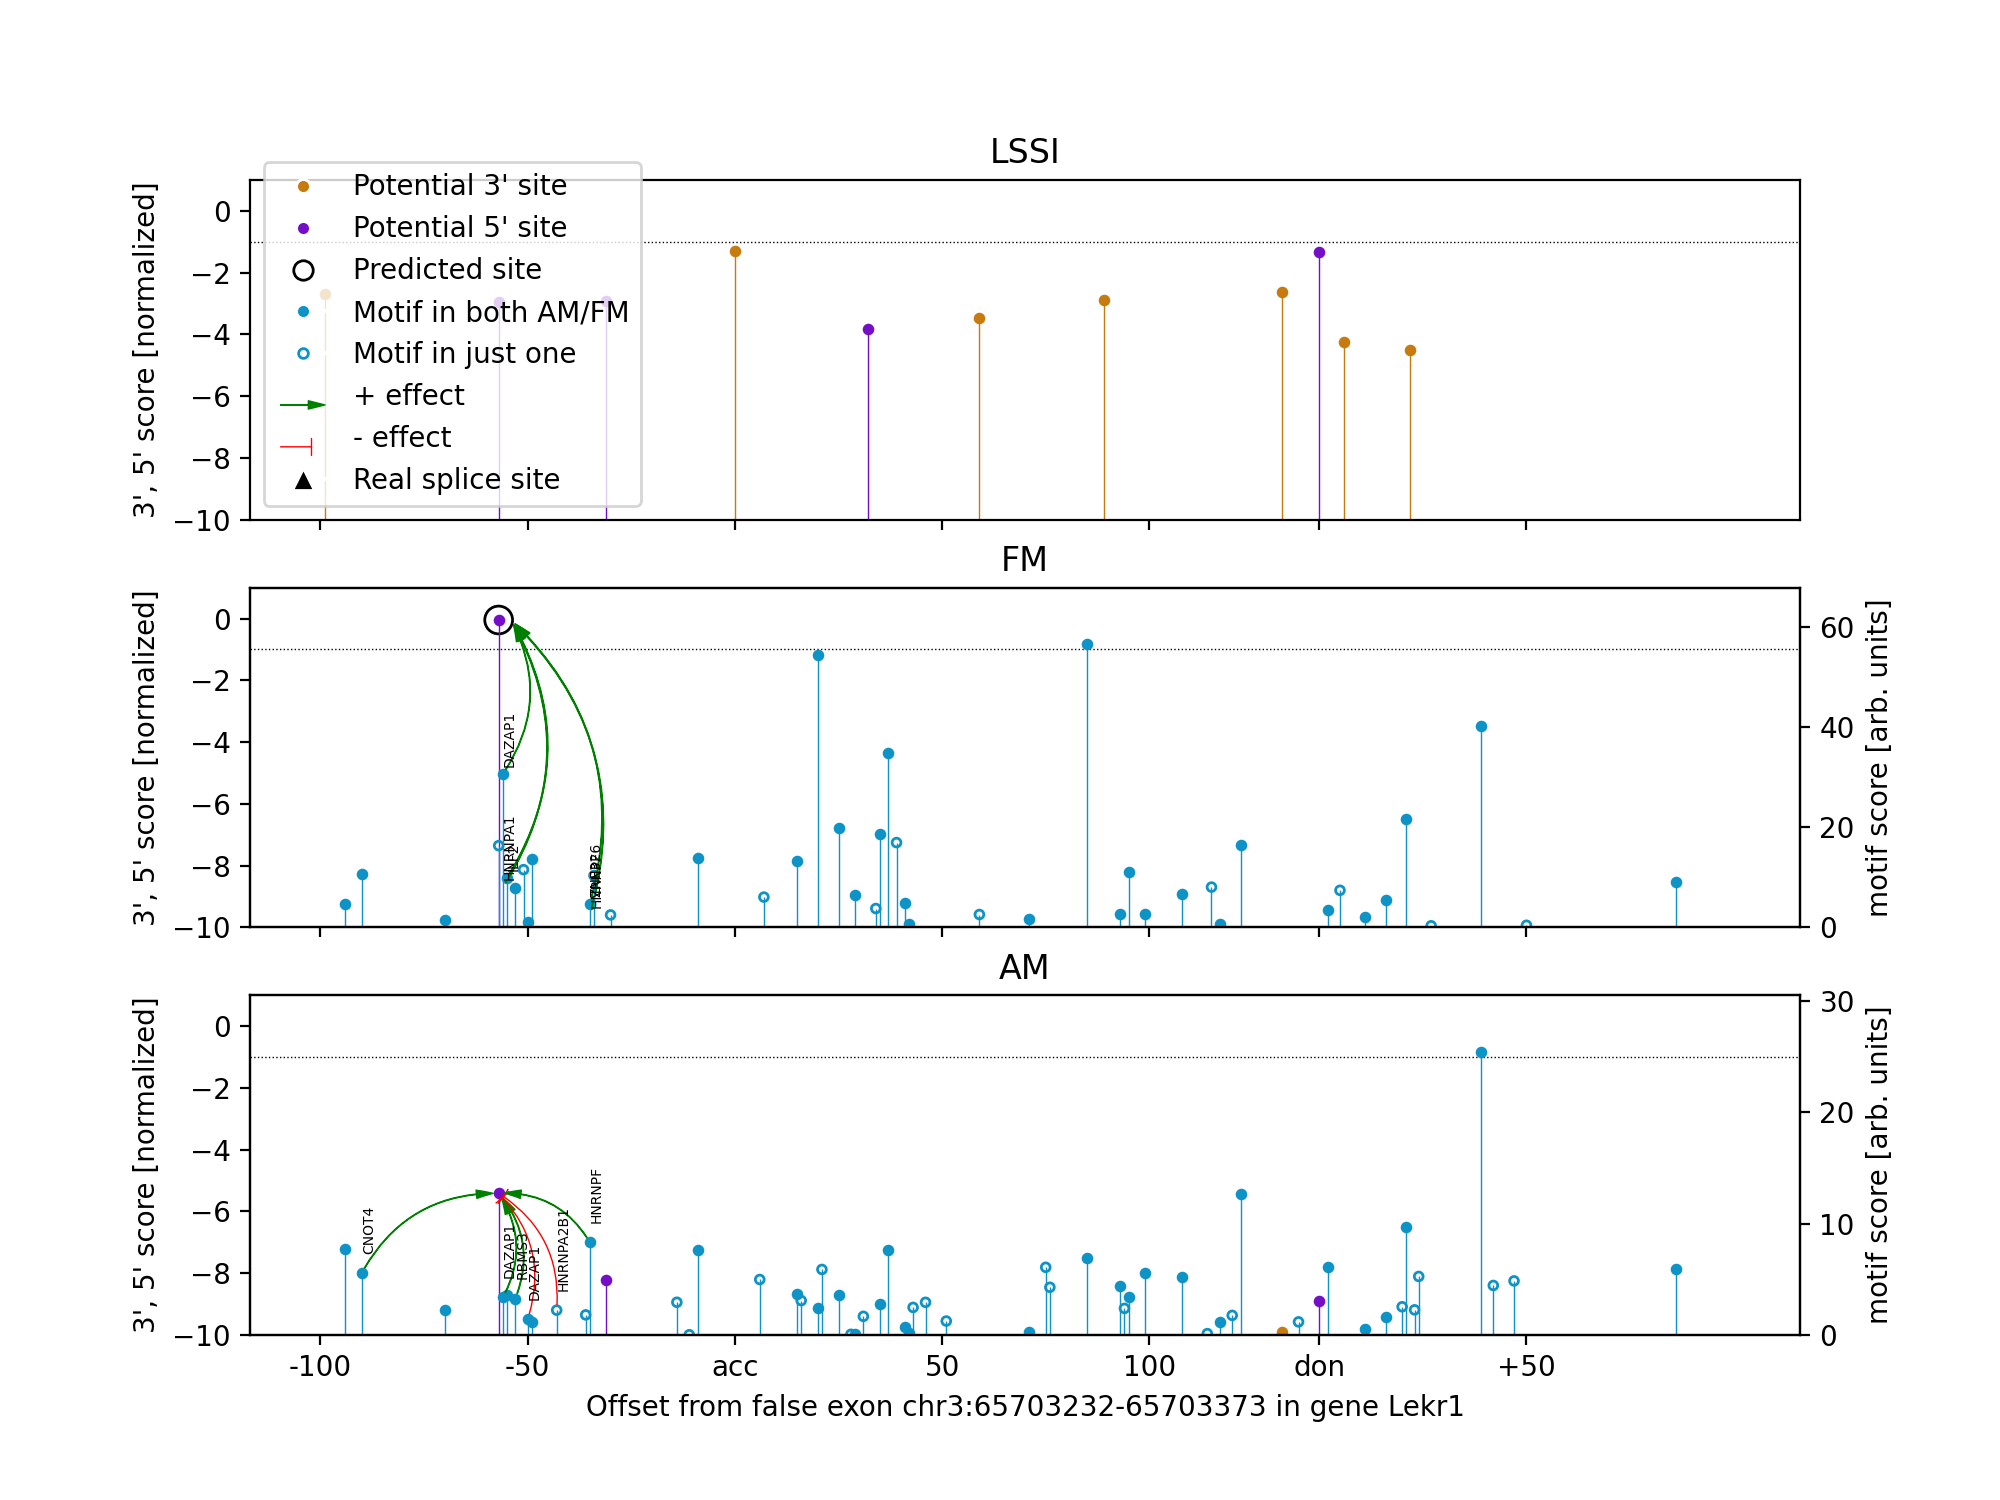 LSSI
3', 5' score [normalized]
0
−2
−4
−6
−8
−10
Potential 3' site
Potential 5' site
Predicted site
Motif in both AM/FM
Motif in just one
+ effect
- effect
Real splice site
FM
3', 5' score [normalized]
0
−2
−4
−6
−8
−10
DAZAP1
HNRNPA1
60
40
20
0
motif score [arb. units]
AM
3', 5' score [normalized]
0
−2
−4
−6
−8
−10
CNOT4
DAZAP1
RBMS3
DAZAP1
HNRNPA2B1
HNRNPF
30
20
10
0
motif score [arb. units]
-100
-50
acc
50
100
don
+50
Offset from false exon chr3:65703232-65703373 in gene Lekr1